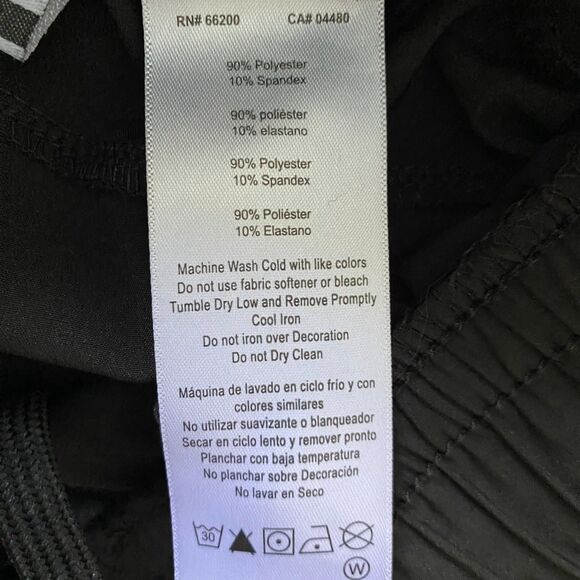 RN# 66200 CA# 04480
90% Polyester
10% Spandex
90% poliéster
10% elastano
90% Polyester
10% Spandex
90% Poliéster
10% Elastano
Machine Wash Cold with like colors
Do not use fabric softener or bleach
Tumble Dry Low and Remove Promptly
Cool Iron
Do not iron over Decoration
Do not Dry Clean
Máquina de lavado en ciclo frio y con
colores similares
No utilizar suavizante o blanqueador
Secar en ciclo lento y remover pronto
Planchar con baja temperatura
No planchar sobre Decoración
No lavar en Seco
30
W